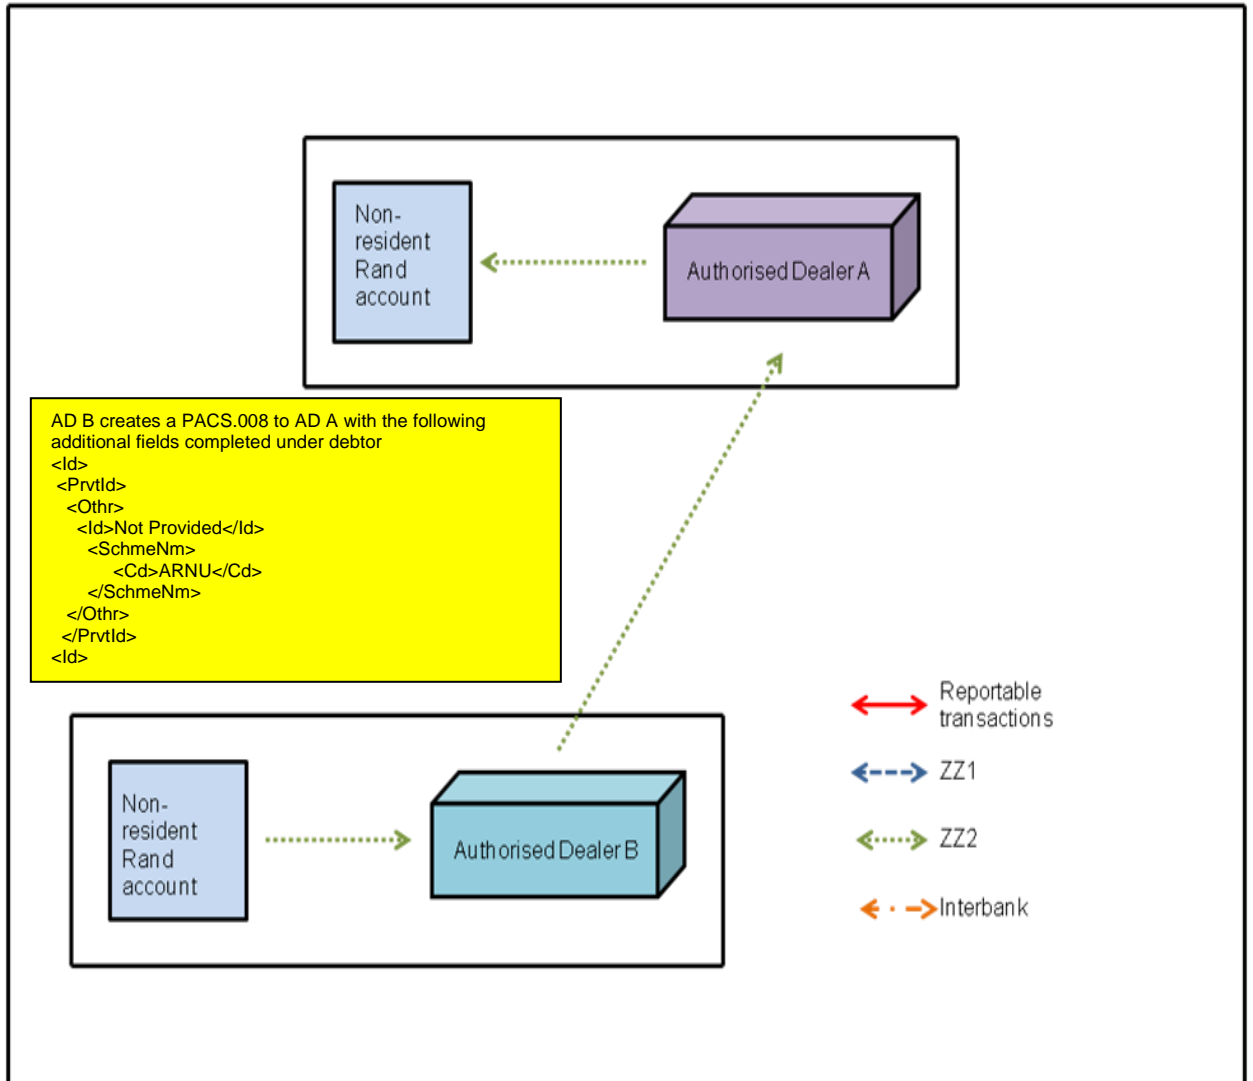 Non-
resident
Rand
account
Authorised Dealer A
AD B creates a PACS.008 to AD A with the following
additional fields completed under debtor
<Id>
<PrvtId>
<Othr>
<Id>Not Provided</Id>
<SchmeNm>
<Cd>ARNU</Cd>
</SchmeNm>
</Othr>
</PrvtId>
<Id>
Non-
resident
Rand
account
Authorised Dealer B
Reportable
transactions
ZZ1
ZZ2
Interbank